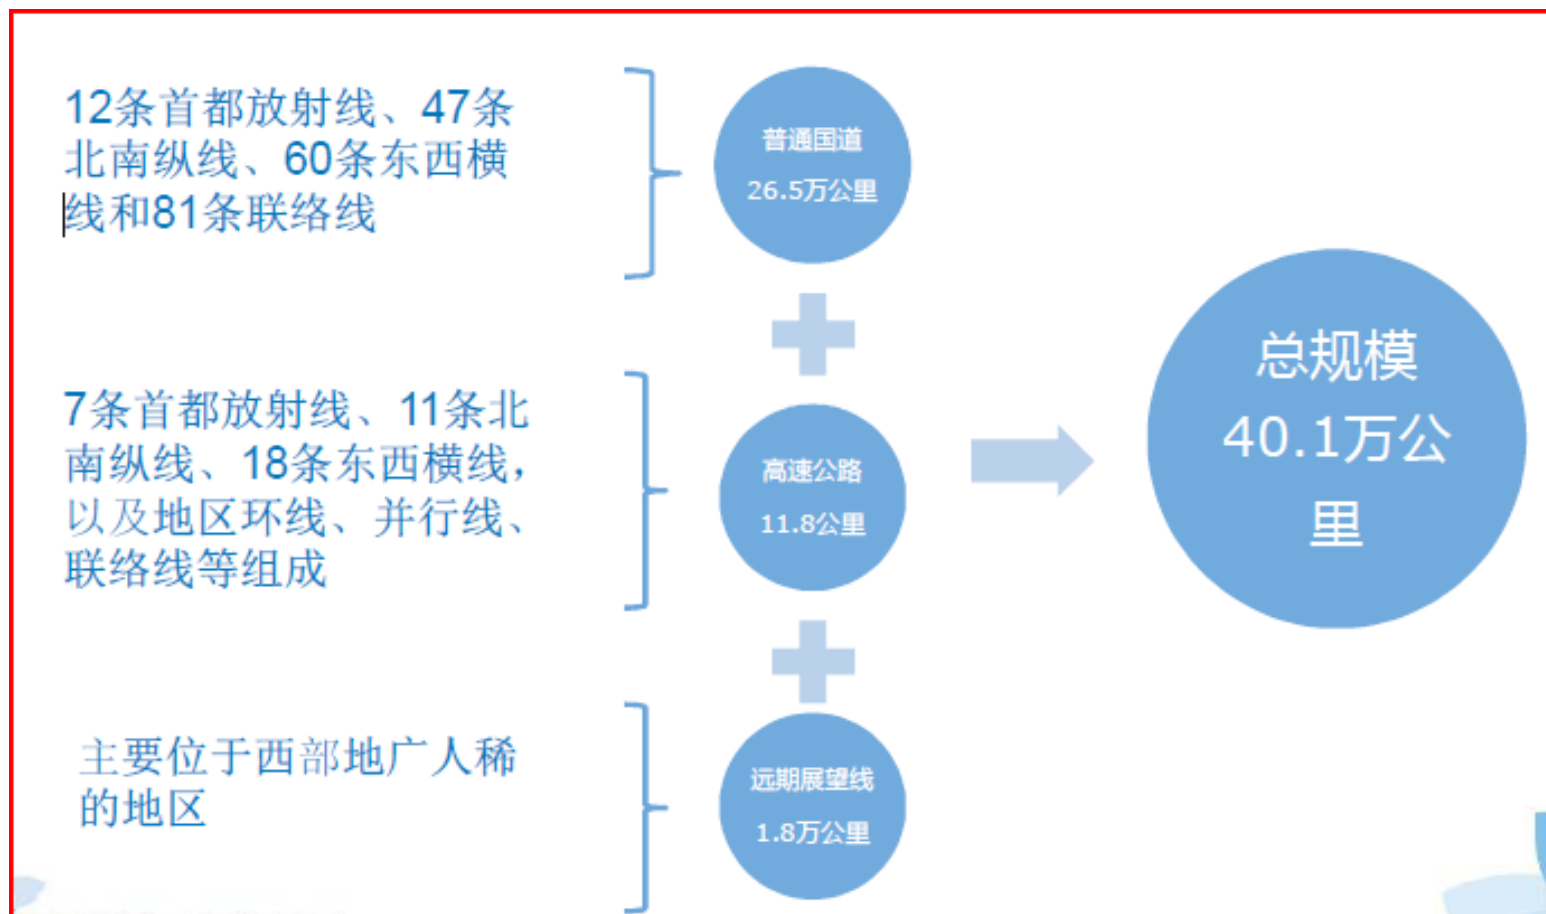 12条首都放射线、47条
北南纵线、60条东西横
线和81条联络线
普通国道
26.5万公里
7条首都放射线、11条北
南纵线、18条东西横线，
以及地区环线、并行线、
联络线等组成
高速公路
11.8公里
主要位于西部地广人稀
的地区
远期展望线
1.8万公里
总规模
40.1万公
里